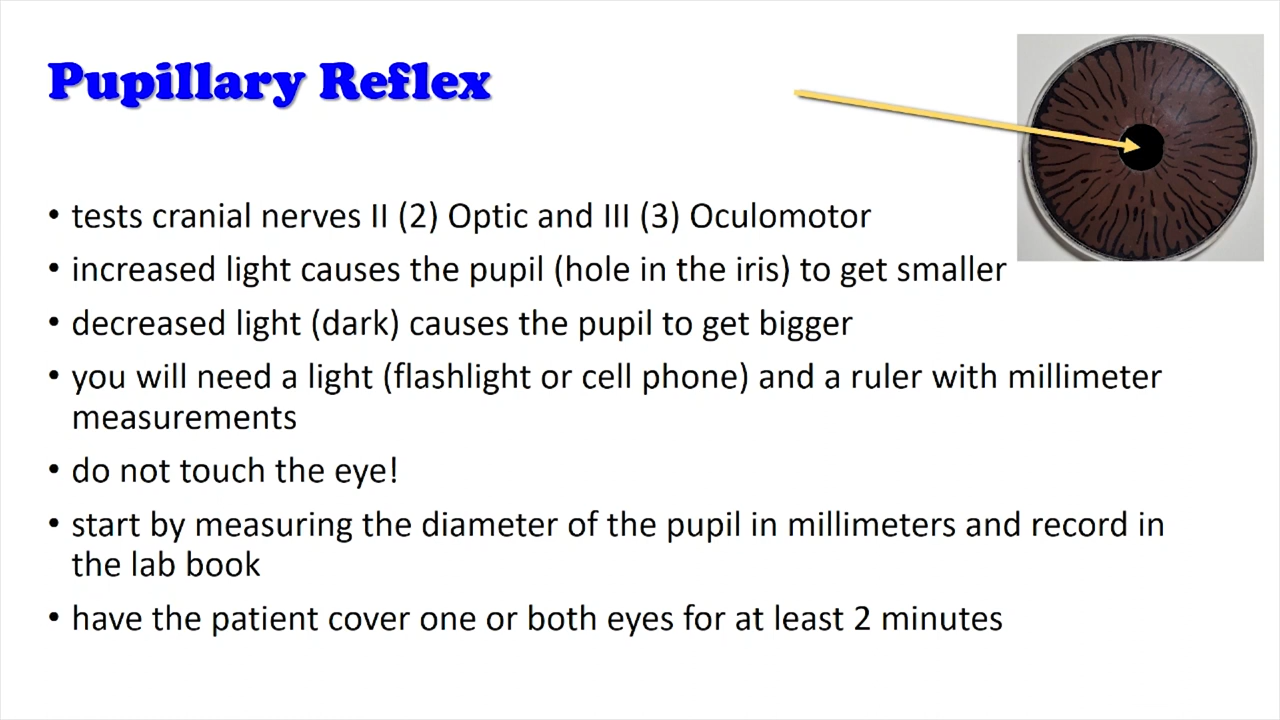 Pupillary Reflex
• tests cranial nerves II (2) Optic and III (3) Oculomotor
• increased light causes the pupil (hole in the iris) to get smaller
• decreased light (dark) causes the pupil to get bigger
• you will need a light (flashlight or cell phone) and a ruler with millimeter
measurements
• do not touch the eye!
• start by measuring the diameter of the pupil in millimeters and record in
the lab book
• have the patient cover one or both eyes for at least 2 minutes